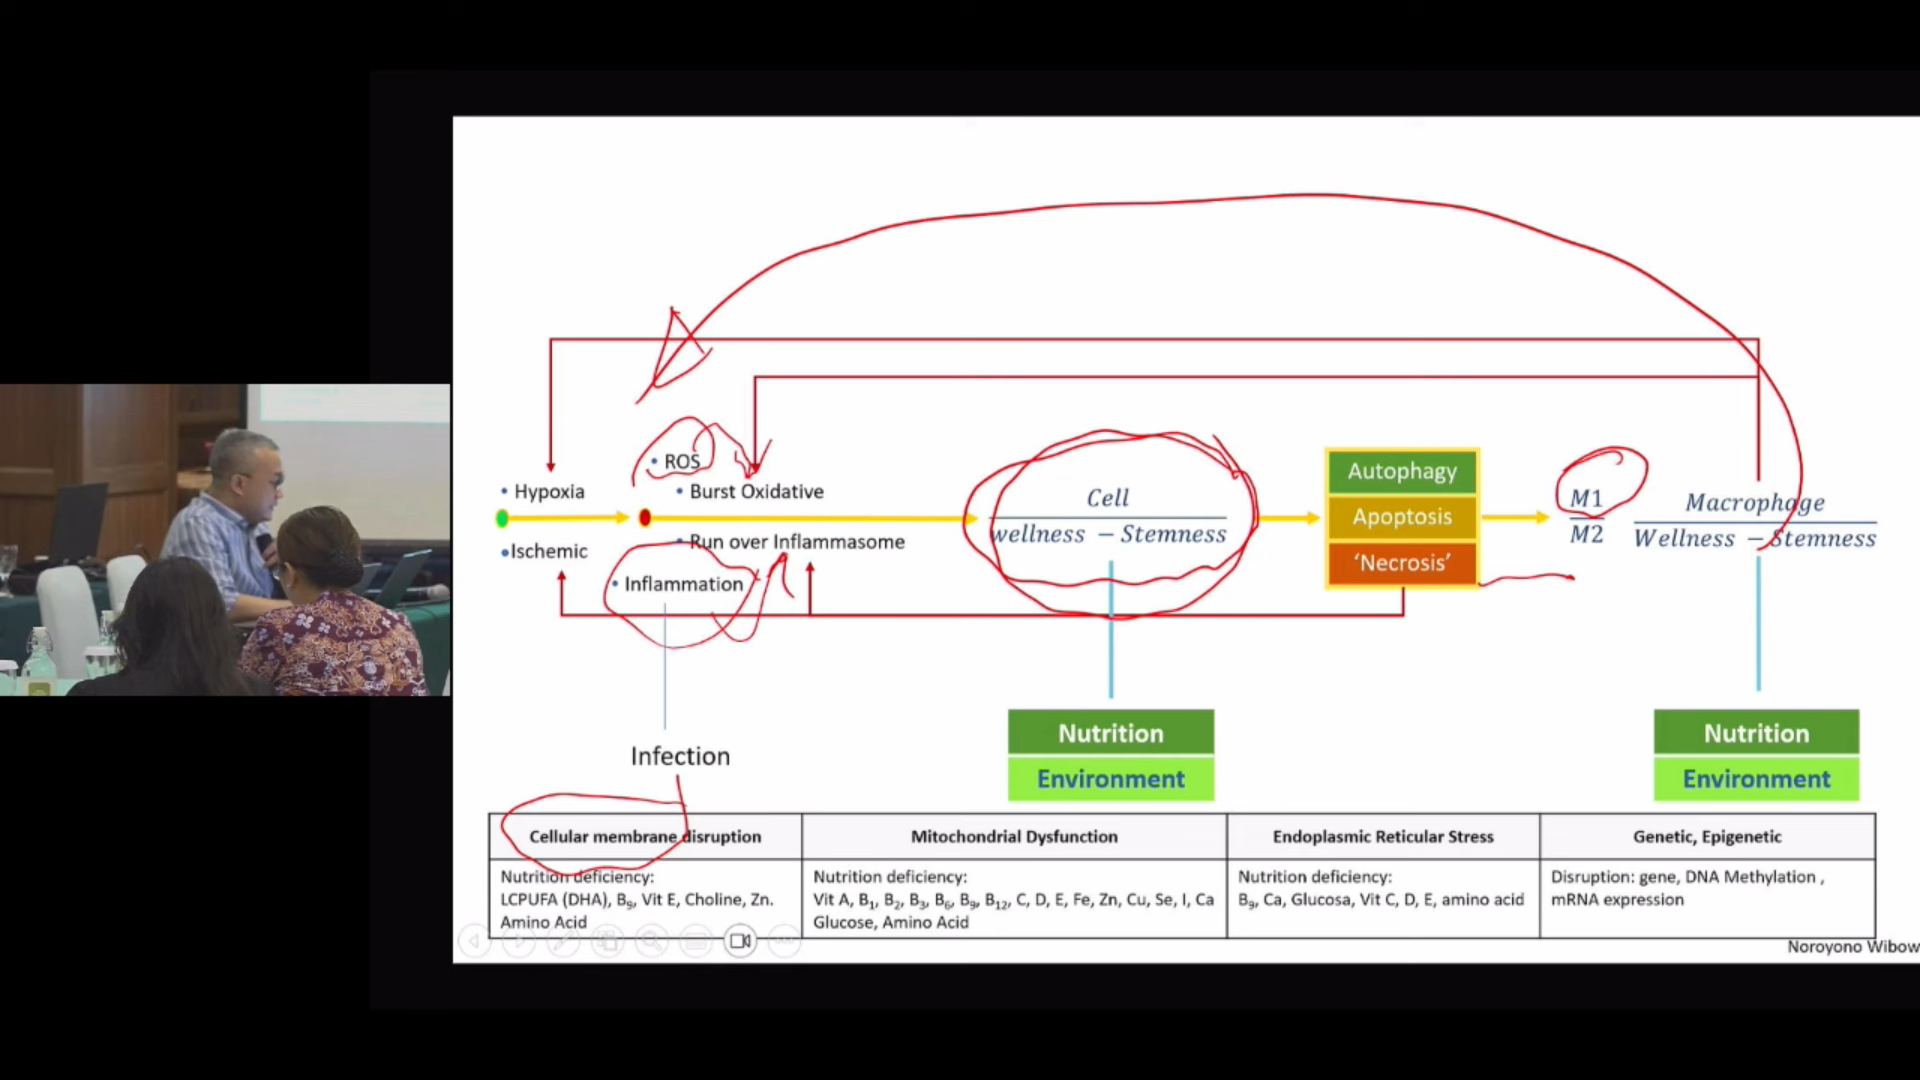 • ROS
• Hypoxia
• Burst Oxidative
•Ischemic
• Run over Inflammasome
• Inflammation
Cell
wellness − Stemness
Autophagy
Apoptosis
'Necrosis'
M1
M2
Macrophage
Wellness − Stemness
Infection
Nutrition
Environment
Nutrition
Environment
Cellular membrane disruption
Mitochondrial Dysfunction
Endoplasmic Reticular Stress
Genetic, Epigenetic
Nutrition deficiency:
LCPUFA (DHA), B₉, Vit E, Choline, Zn.
Amino Acid
Nutrition deficiency:
Vit A, B₁, B₂, B₃, B₆, B₉, B₁₂, C, D, E, Fe, Zn, Cu, Se, I, Ca
Glucose, Amino Acid
Nutrition deficiency:
B₉, Ca, Glucosa, Vit C, D, E, amino acid
Disruption: gene, DNA Methylation ,
mRNA expression
Noroyono Wibow